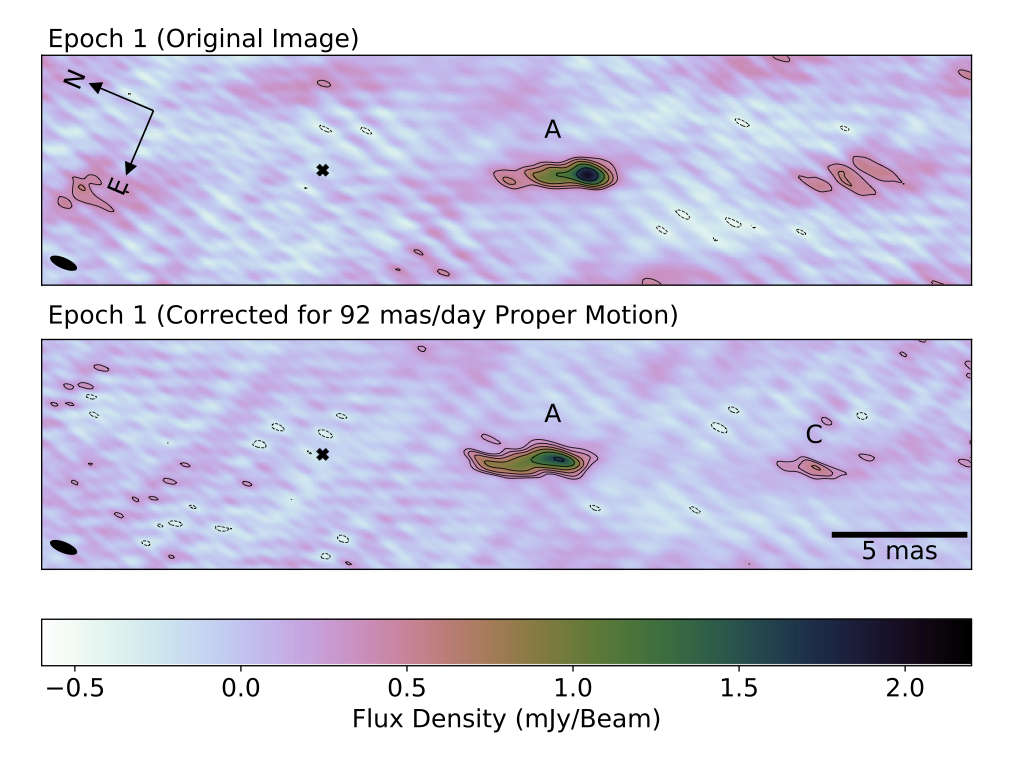 Epoch 1 (Original Image)
N
E
A
Epoch 1 (Corrected for 92 mas/day Proper Motion)
A
C
5 mas
−0.5 0.0 0.5 1.0 1.5 2.0
Flux Density (mJy/Beam)